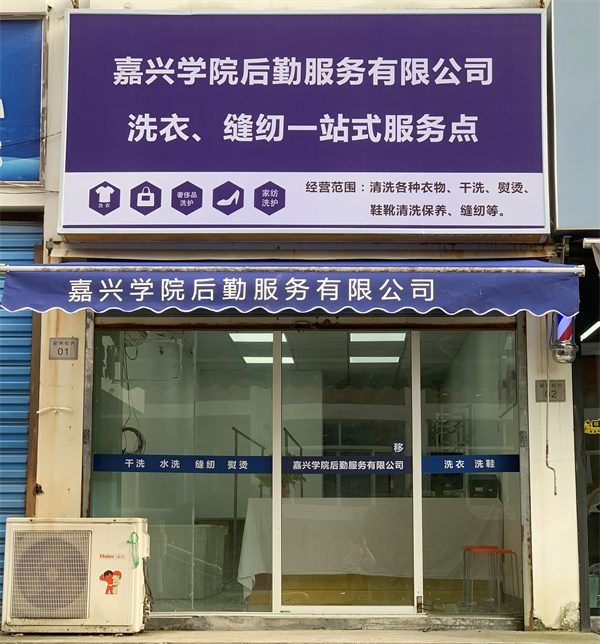 嘉兴学院后勤服务有限公司
洗衣、缝纫一站式服务点
洗衣
奢侈品
洗护
家纺
洗护
经营范围：清洗各种衣物、干洗、熨烫、
鞋靴清洗保养、缝纫等。
嘉兴学院后勤服务有限公司
01
02
移
干洗 水洗 缝纫 熨烫
嘉兴学院后勤服务有限公司
洗衣 洗鞋
Haier